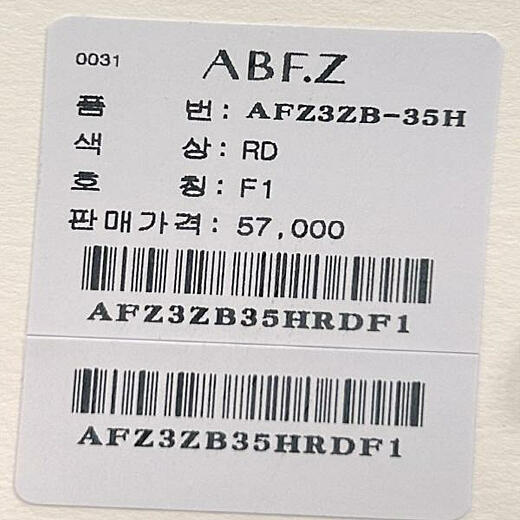 0031 ABF.Z
품 번: AFZ3ZB-35H
색 상: RD
호 칭: F1
판매가격: 57,000
AFZ3ZB35HRDF1
AFZ3ZB35HRDF1